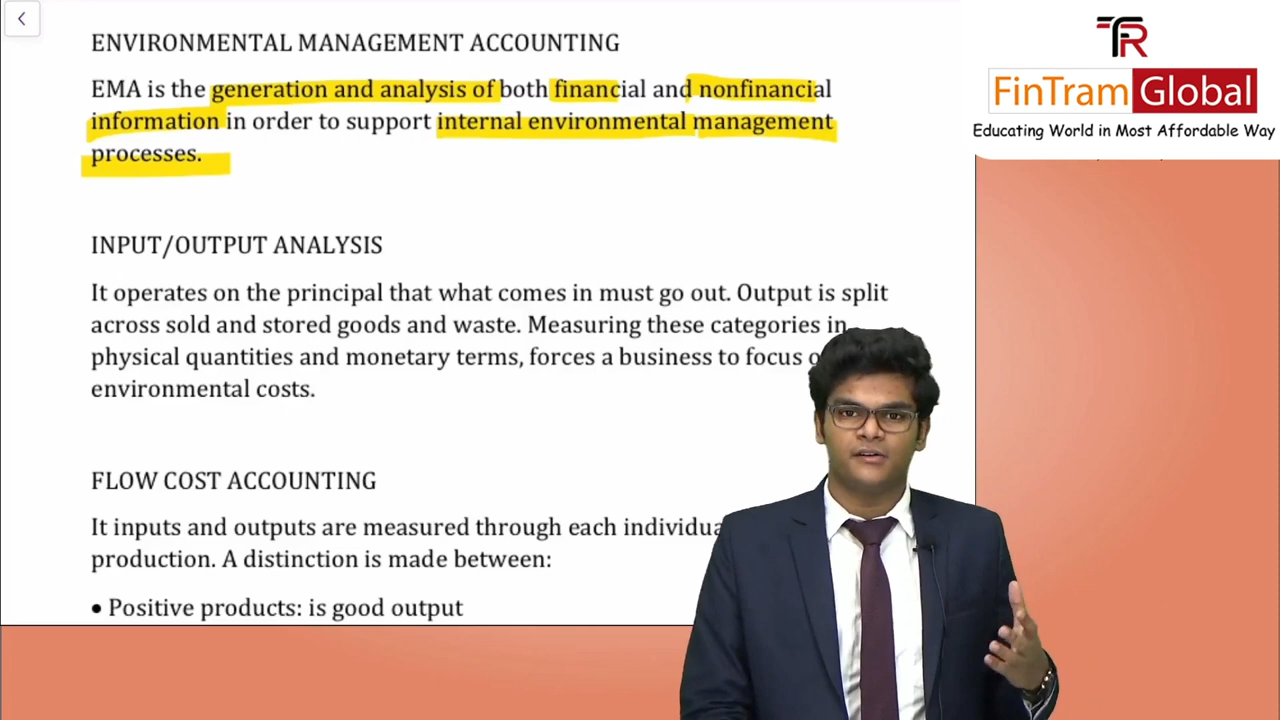 ENVIRONMENTAL MANAGEMENT ACCOUNTING
EMA is the generation and analysis of both financial and nonfinancial
information in order to support internal environmental management
processes.
INPUT/OUTPUT ANALYSIS
It operates on the principal that what comes in must go out. Output is split
across sold and stored goods and waste. Measuring these categories in
physical quantities and monetary terms, forces a business to focus
environmental costs.
FLOW COST ACCOUNTING
It inputs and outputs are measured through each
production. A distinction is made between:
• Positive products: is good output
FinTram Global
Educating World in Most Affordable Way